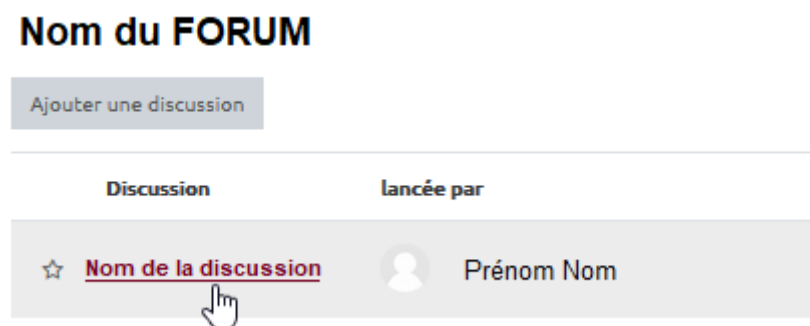 Nom du FORUM
Ajouter une discussion
Discussion lancée par
Nom de la discussion Prénom Nom